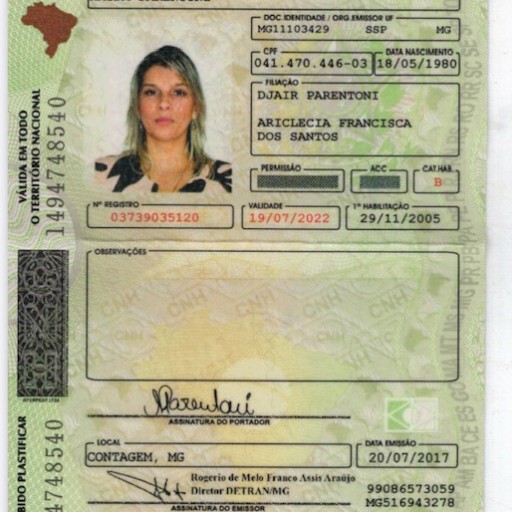 DOC. IDENTIDADE / ORG. EMISSOR UF
MG11103429 SSP MG
CPF DATA NASCIMENTO
041.470.446-03 18/05/1980
FILIAÇÃO
DJAIR PARENTONI
ARICLECIA FRANCISCA
DOS SANTOS
PERMISSÃO ACC CAT.HAB.
B
Nº REGISTRO VALIDADE 1ª HABILITAÇÃO
03739035120 19/07/2022 29/11/2005
VÁLIDA EM TODO
O TERRITÓRIO NACIONAL
1494748540
OBSERVAÇÕES
Parentoni
ASSINATURA DO PORTADOR
LOCAL DATA EMISSÃO
CONTAGEM, MG 20/07/2017
Rogerio de Melo Franco Assis Araújo
Diretor DETRAN/MG
99086573059
MG516943278
ASSINATURA DO EMISSOR
PLASTIFICAR
4748540